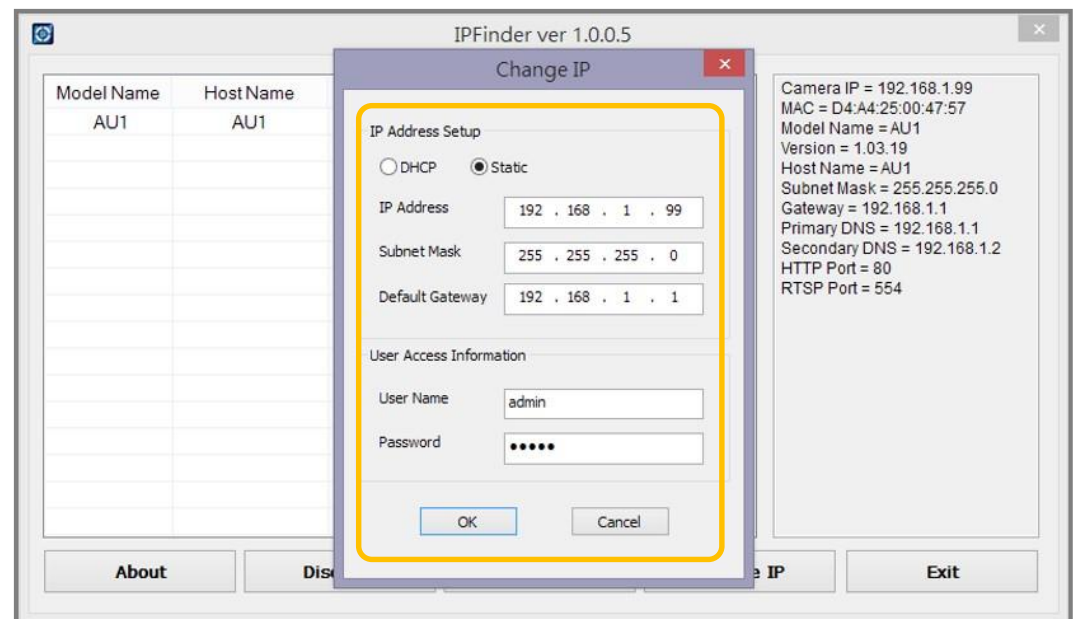 IPFinder ver 1.0.0.5
Change IP
Model Name Host Name
AU1 AU1
IP Address Setup
DHCP Static
IP Address 192 . 168 . 1 . 99
Subnet Mask 255 . 255 . 255 . 0
Default Gateway 192 . 168 . 1 . 1
User Access Information
User Name admin
Password •••••
OK Cancel
Camera IP = 192.168.1.99
MAC = D4:A4:25:00:47:57
Model Name = AU1
Version = 1.03.19
Host Name = AU1
Subnet Mask = 255.255.255.0
Gateway = 192.168.1.1
Primary DNS = 192.168.1.1
Secondary DNS = 192.168.1.2
HTTP Port = 80
RTSP Port = 554
About Dis e IP Exit